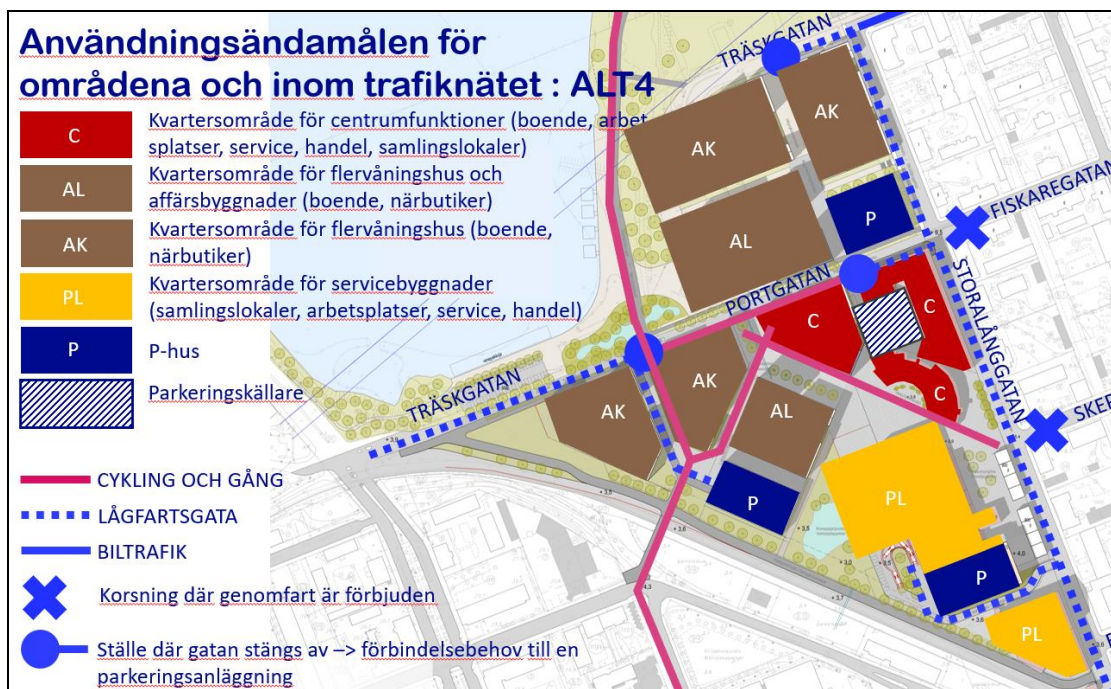 Användningsändamålen för
områdena och inom trafiknätet : ALT4
C
Kvartersområde för centrumfunktioner (boende, arbet
splatser, service, handel, samlingslokaler)
AL
Kvartersområde för flervåningshus och
affärsbyggnader (boende, närbutiker)
AK
Kvartersområde för flervåningshus (boende,
närbutiker)
PL
Kvartersområde för servicebyggnader
(samlingslokaler, arbetsplatser, service, handel)
P
P-hus
Parkeringskällare
CYKLING OCH GÅNG
LÅGFARTSGATA
BILTRAFIK
Korsning där genomfart är förbjuden
Ställe där gatan stängs av –> förbindelsebehov till en
parkeringsanläggning
TRÄSKGATAN
AK
AK
AL
P
FISKAREGATAN
PORTGATAN
STORALÅNGGATAN
C
C
C
SKEP
TRÄSKGATAN
AK
AK
AL
P
PL
P
PL